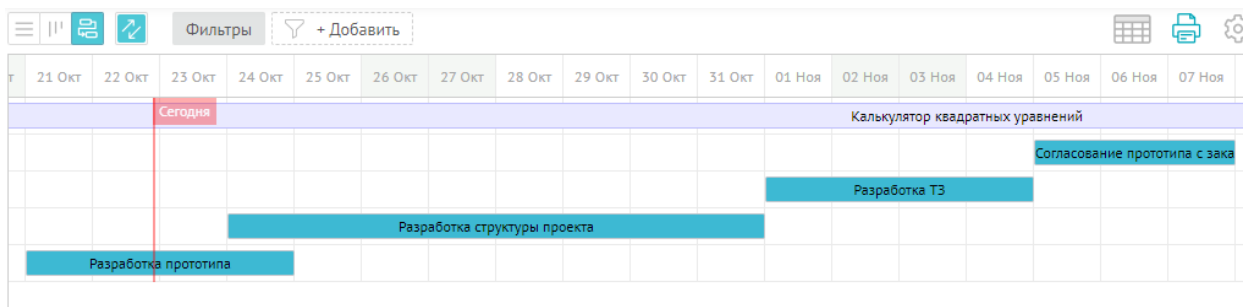 Фильтры + Добавить
т 21 Окт 22 Окт 23 Окт 24 Окт 25 Окт 26 Окт 27 Окт 28 Окт 29 Окт 30 Окт 31 Окт 01 Ноя 02 Ноя 03 Ноя 04 Ноя 05 Ноя 06 Ноя 07 Ноя
Сегодня
Калькулятор квадратных уравнений
Согласование прототипа с зака
Разработка ТЗ
Разработка структуры проекта
Разработка прототипа